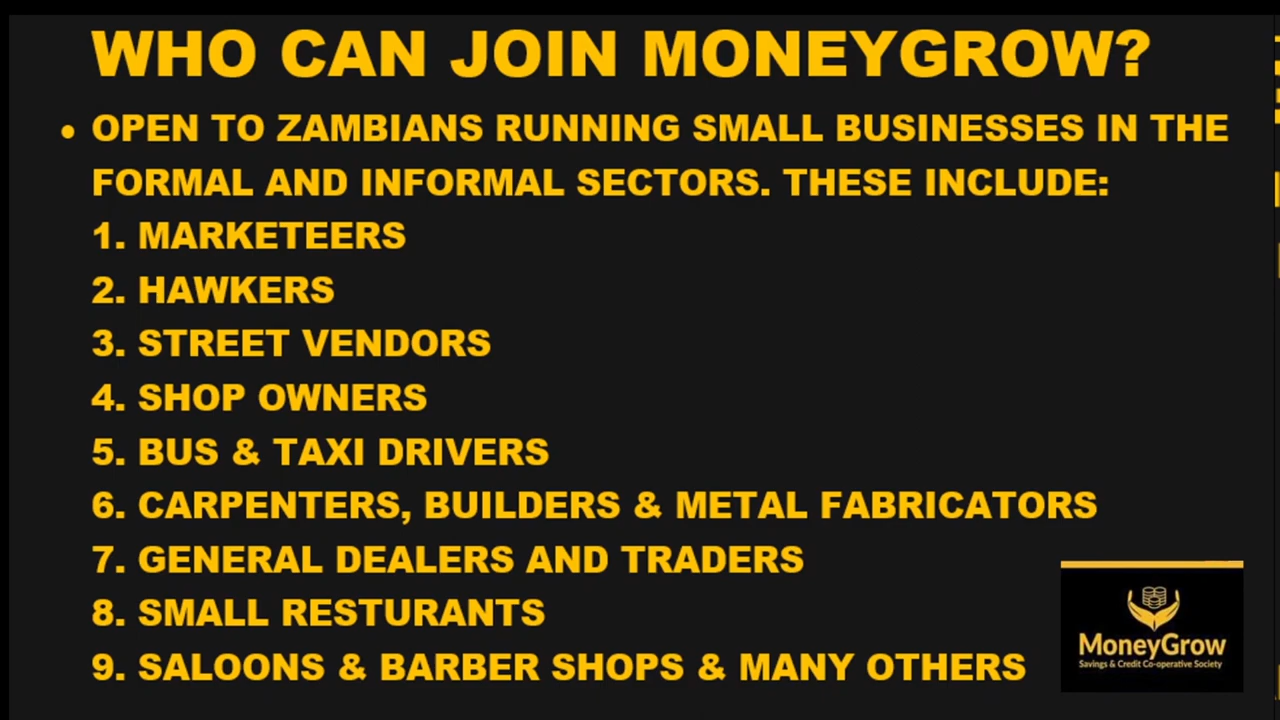 WHO CAN JOIN MONEYGROW?
• OPEN TO ZAMBIANS RUNNING SMALL BUSINESSES IN THE
FORMAL AND INFORMAL SECTORS. THESE INCLUDE:
1. MARKETEERS
2. HAWKERS
3. STREET VENDORS
4. SHOP OWNERS
5. BUS & TAXI DRIVERS
6. CARPENTERS, BUILDERS & METAL FABRICATORS
7. GENERAL DEALERS AND TRADERS
8. SMALL RESTURANTS
9. SALOONS & BARBER SHOPS & MANY OTHERS
MoneyGrow
Savings & Credit Co-operative Society